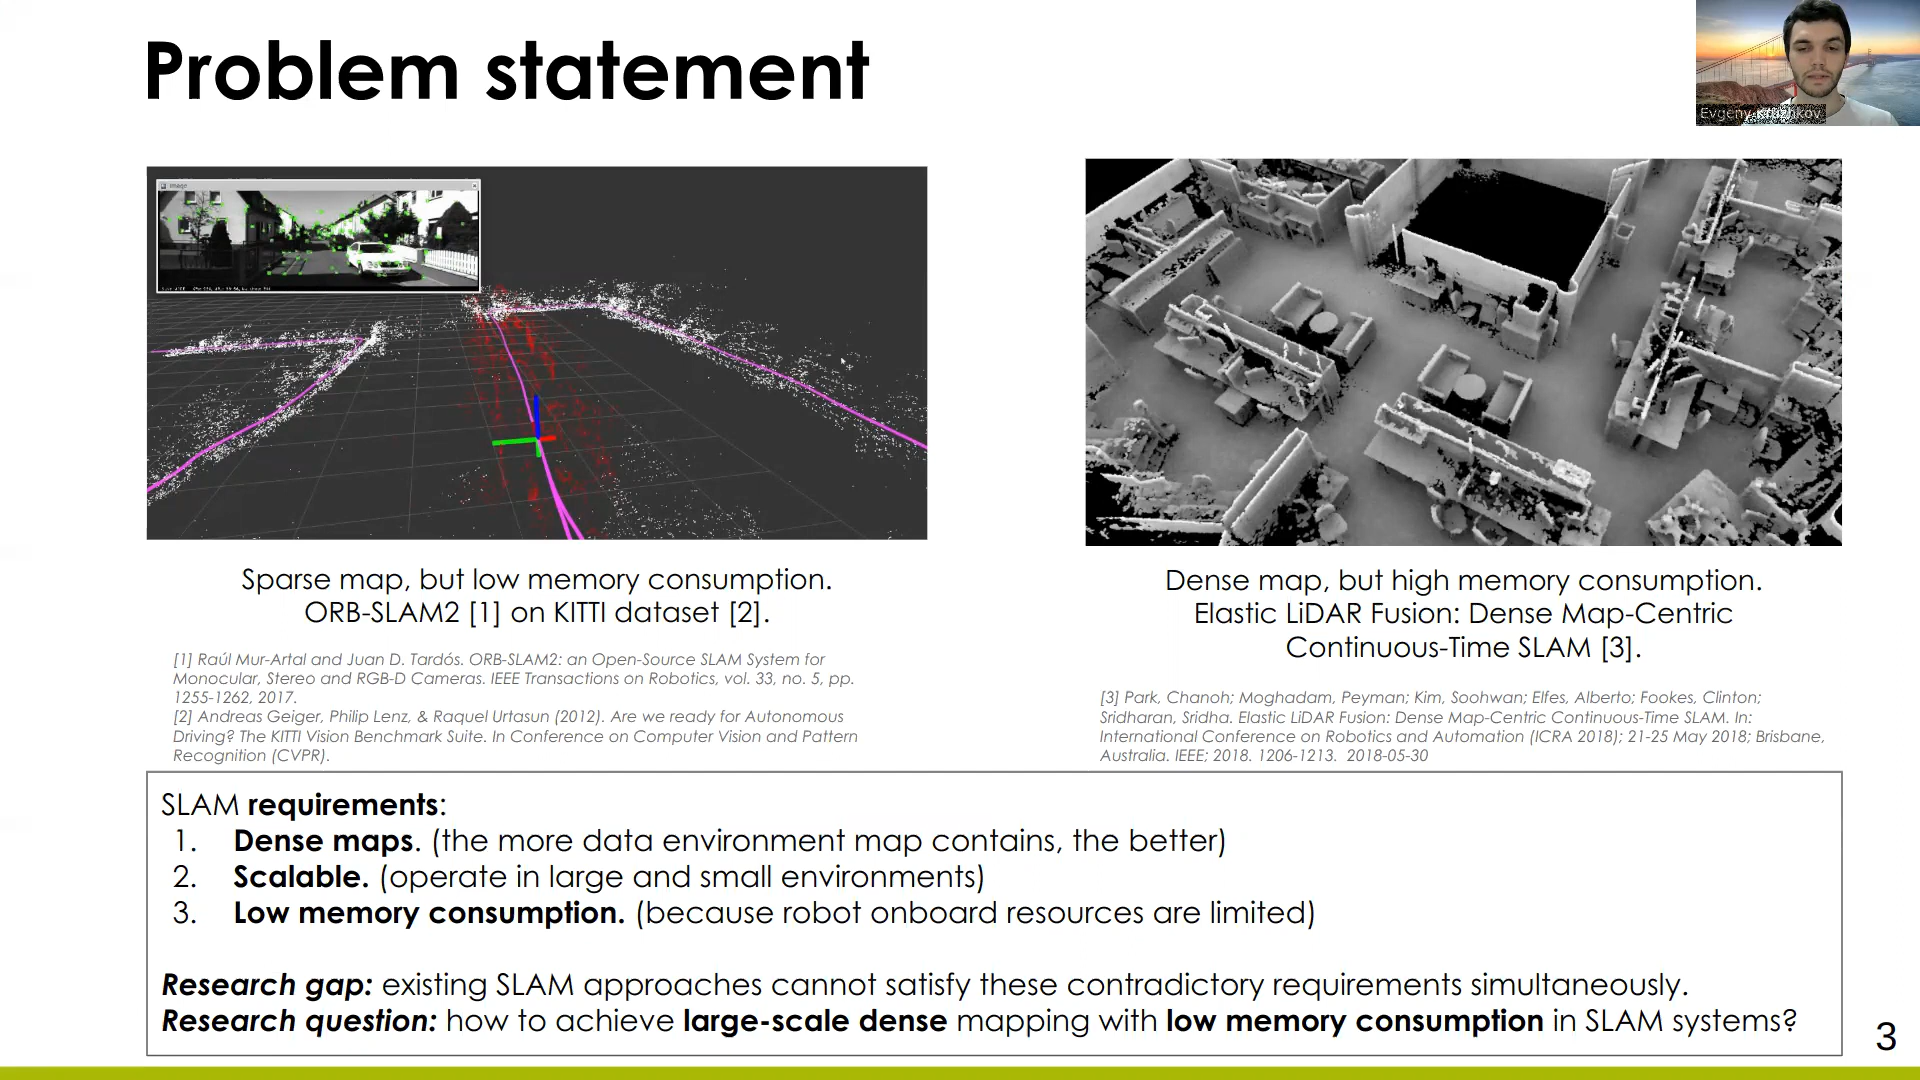 Problem statement
Evgeny Kruzhkov
image
Sparse map, but low memory consumption.
ORB-SLAM2 [1] on KITTI dataset [2].
[1] Raúl Mur-Artal and Juan D. Tardós. ORB-SLAM2: an Open-Source SLAM System for
Monocular, Stereo and RGB-D Cameras. IEEE Transactions on Robotics, vol. 33, no. 5, pp.
1255-1262, 2017.
[2] Andreas Geiger, Philip Lenz, & Raquel Urtasun (2012). Are we ready for Autonomous
Driving? The KITTI Vision Benchmark Suite. In Conference on Computer Vision and Pattern
Recognition (CVPR).
Dense map, but high memory consumption.
Elastic LiDAR Fusion: Dense Map-Centric
Continuous-Time SLAM [3].
[3] Park, Chanoh; Moghadam, Peyman; Kim, Soohwan; Elfes, Alberto; Fookes, Clinton;
Sridharan, Sridha. Elastic LiDAR Fusion: Dense Map-Centric Continuous-Time SLAM. In:
International Conference on Robotics and Automation (ICRA 2018); 21-25 May 2018; Brisbane,
Australia. IEEE; 2018. 1206-1213. 2018-05-30
SLAM requirements:
1. Dense maps. (the more data environment map contains, the better)
2. Scalable. (operate in large and small environments)
3. Low memory consumption. (because robot onboard resources are limited)
Research gap: existing SLAM approaches cannot satisfy these contradictory requirements simultaneously.
Research question: how to achieve large-scale dense mapping with low memory consumption in SLAM systems?
3